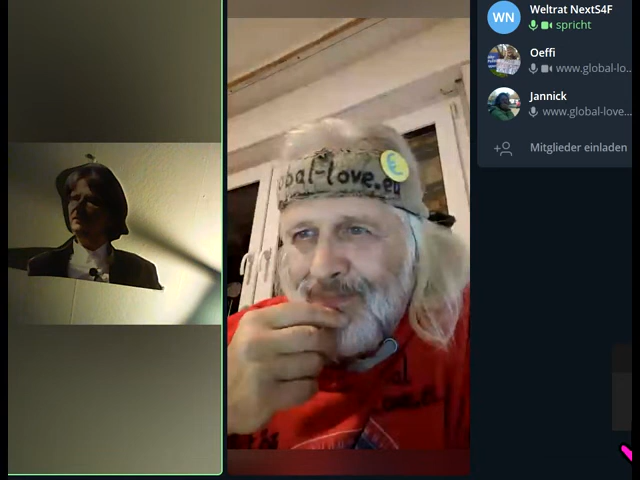 WN
Weltrat NextS4F
spricht
Oeffi
www.global-lo...
Jannick
www.global-love...
Mitglieder einladen
obal-love.eu
€